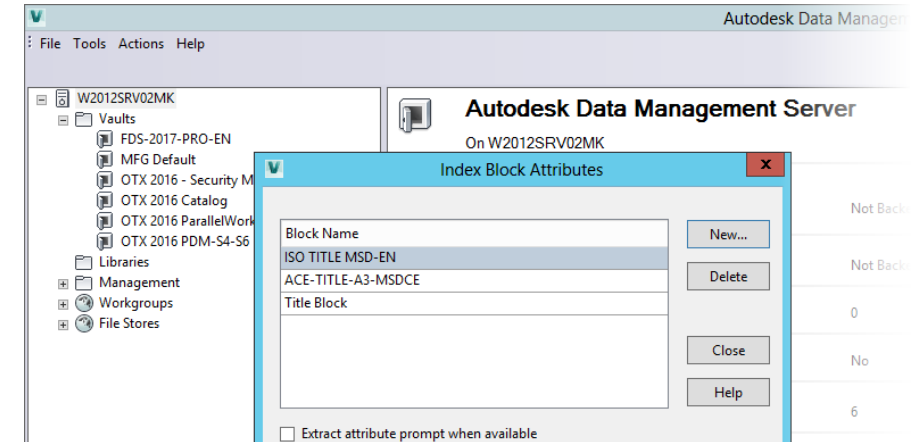 Autodesk Data Manager
File Tools Actions Help
W2012SRV02MK
Vaults
FDS-2017-PRO-EN
MFG Default
OTX 2016 - Security M
OTX 2016 Catalog
OTX 2016 ParallelWork
OTX 2016 PDM-S4-S6
Libraries
Management
Workgroups
File Stores
Autodesk Data Management Server
On W2012SRV02MK
Not Back
Not Back
0
No
6
Index Block Attributes
Block Name
ISO TITLE MSD-EN
ACE-TITLE-A3-MSDCE
Title Block
New...
Delete
Close
Help
Extract attribute prompt when available